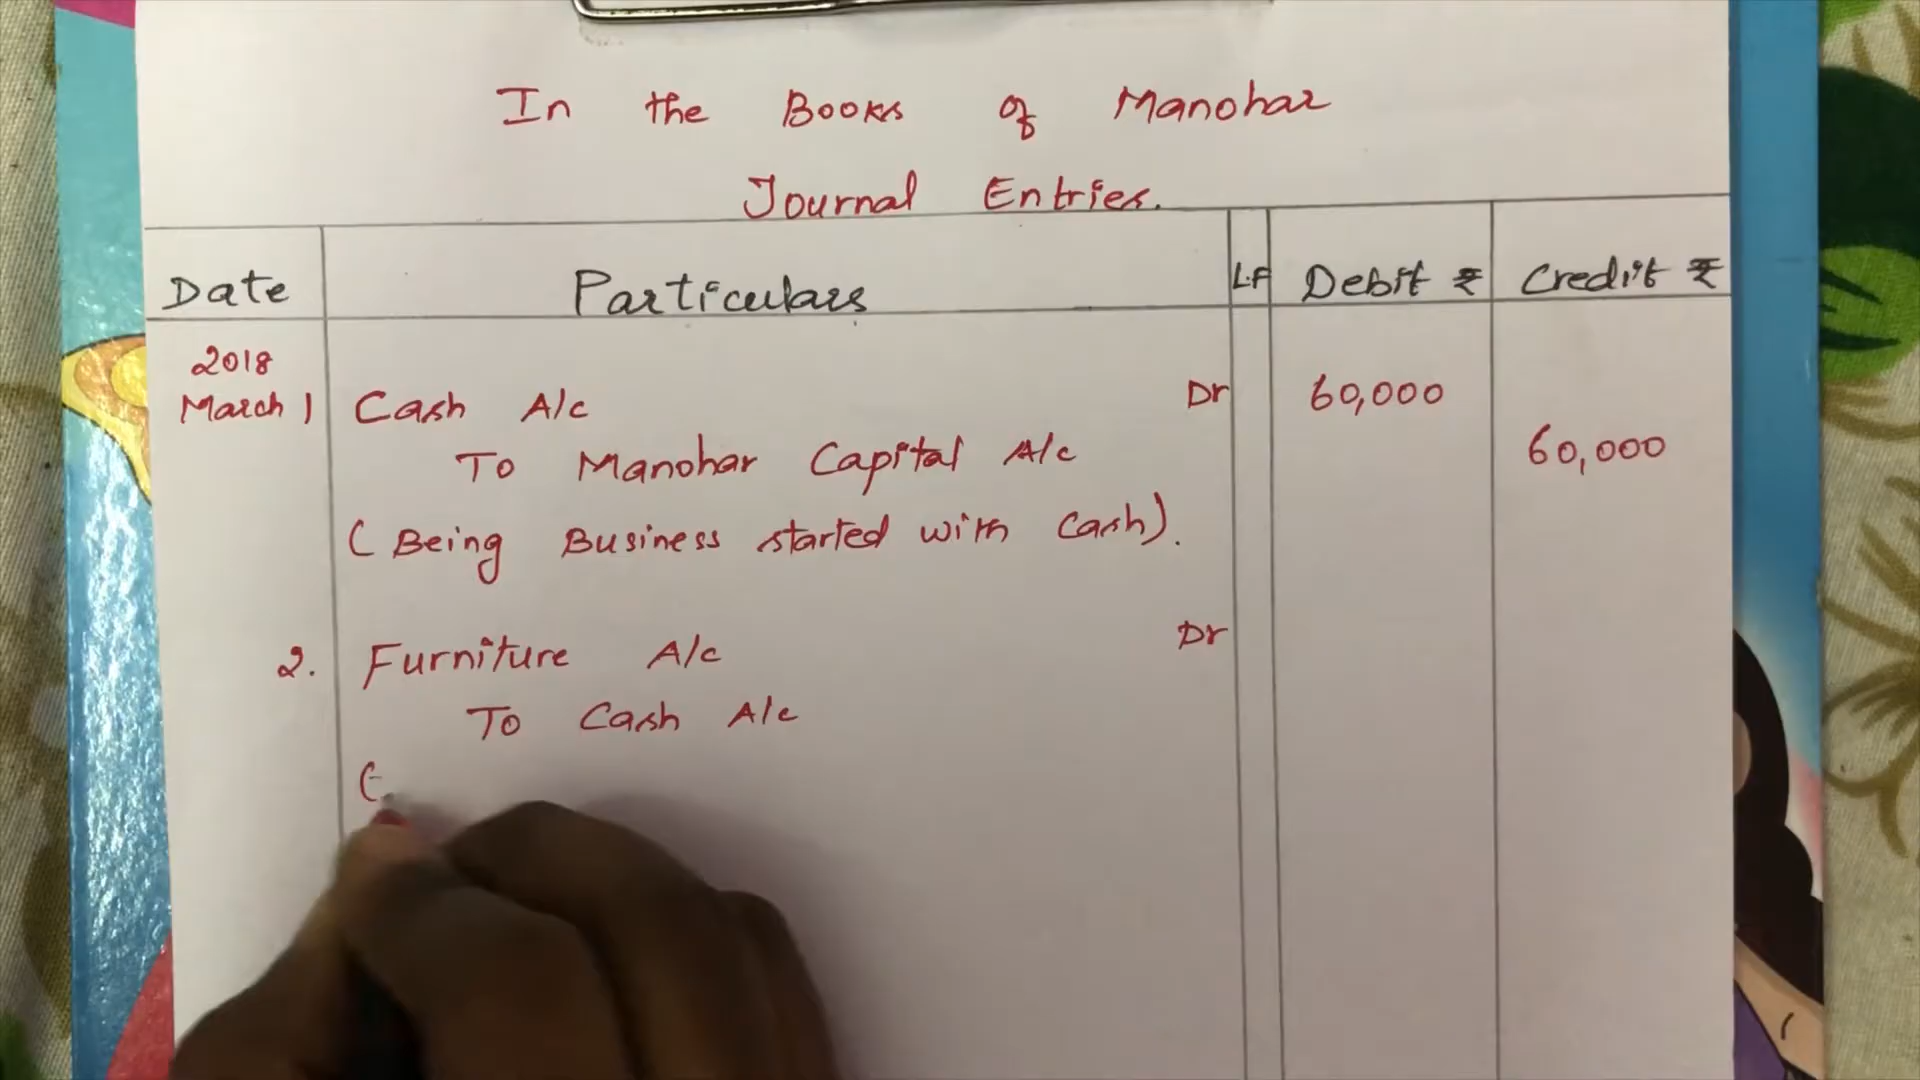 In the Books of Manohar
Journal Entries.
Date Particulars L.F Debit ₹ Credit ₹
2018
March 1 Cash A/c Dr 60,000
To Manohar Capital A/c 60,000
( Being Business started with Cash).
2. Furniture A/c Dr
To Cash A/c
(